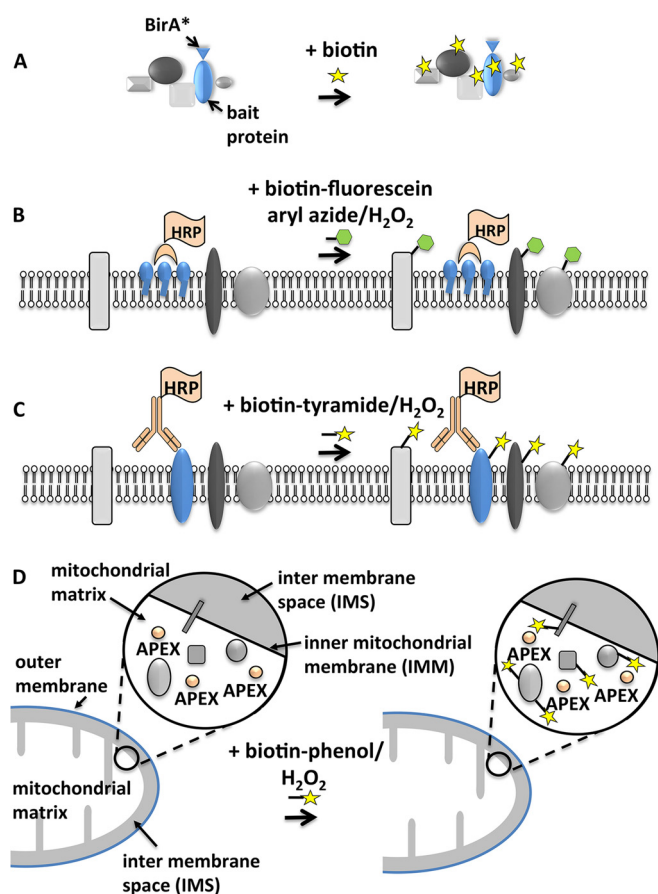 A
BirA*
bait
protein
+ biotin
B
HRP
+ biotin-fluorescein
aryl azide/H₂O₂
HRP
C
HRP
+ biotin-tyramide/H₂O₂
HRP
D
mitochondrial
matrix
inter membrane
space (IMS)
inner mitochondrial
membrane (IMM)
APEX
APEX
APEX
outer
membrane
mitochondrial
matrix
inter membrane
space (IMS)
+ biotin-phenol/
H₂O₂
APEX
APEX
APEX